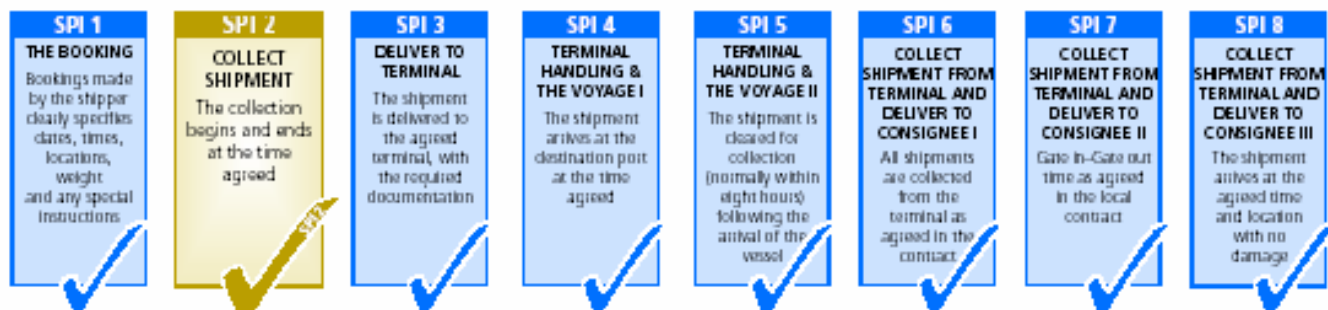 SPI 1
THE BOOKING
Bookings made
by the shipper
clearly specifies
dates, times,
locations,
weight
and any special
instructions
SPI 2
COLLECT
SHIPMENT
The collection
begins and ends
at the time
agreed
SPI 2
SPI 3
DELIVER TO
TERMINAL
The shipment
is delivered to
the agreed
terminal, with
the required
documentation
SPI 4
TERMINAL
HANDLING &
THE VOYAGE I
The shipment
arrives at the
destination port
at the time
agreed
SPI 5
TERMINAL
HANDLING &
THE VOYAGE II
The shipment is
cleared for
collection
(normally within
eight hours)
following the
arrival of the
vessel
SPI 6
COLLECT
SHIPMENT FROM
TERMINAL AND
DELIVER TO
CONSIGNEE I
All shipments
are collected
from the
terminal as
agreed in the
contract
SPI 7
COLLECT
SHIPMENT FROM
TERMINAL AND
DELIVER TO
CONSIGNEE II
Gate in-Gate out
time as agreed
in the local
contract
SPI 8
COLLECT
SHIPMENT FROM
TERMINAL AND
DELIVER TO
CONSIGNEE III
The shipment
arrives at the
agreed time
and location
with no
damage